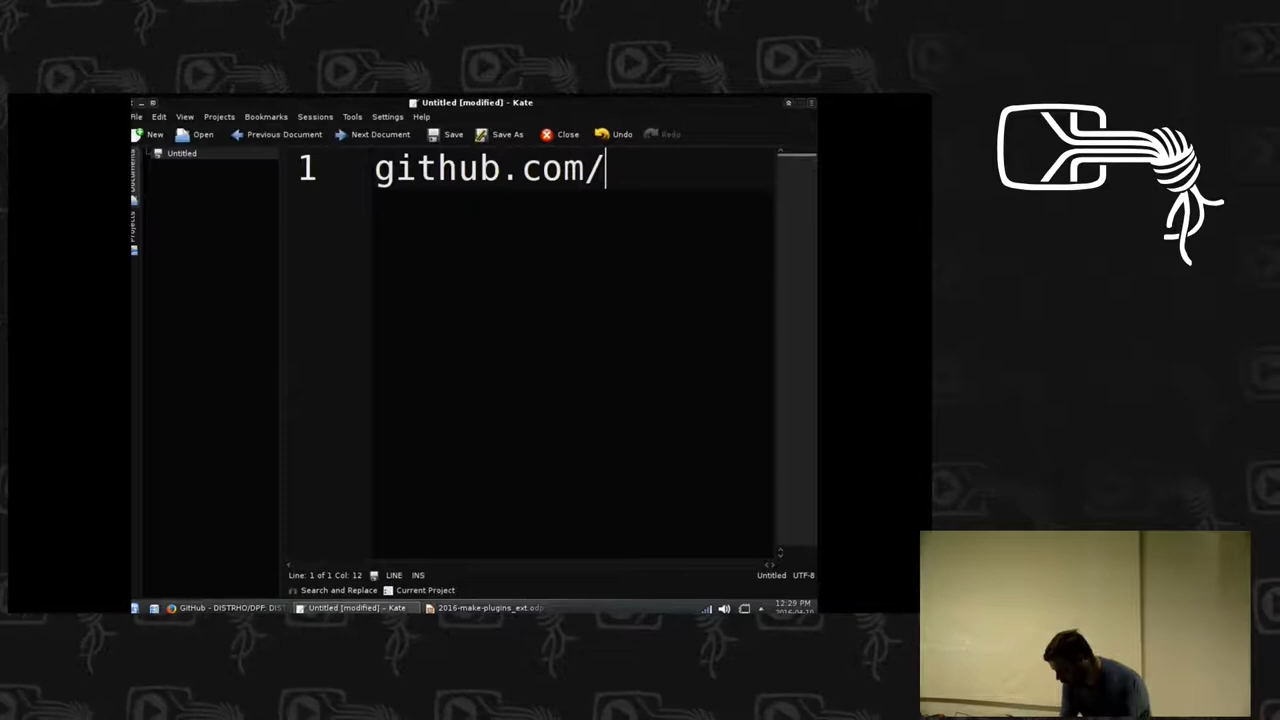 Untitled [modified] - Kate
File Edit View Projects Bookmarks Sessions Tools Settings Help
New Open Previous Document Next Document Save Save As Close Undo Redo
Documents
Projects
Untitled
1 github.com/
Line: 1 of 1 Col: 12 LINE INS Untitled UTF-8
Search and Replace Current Project
GitHub - DISTRHO/DPF: DIST Untitled [modified] - Kate 2016-make-plugins_ext.odp 12:29 PM